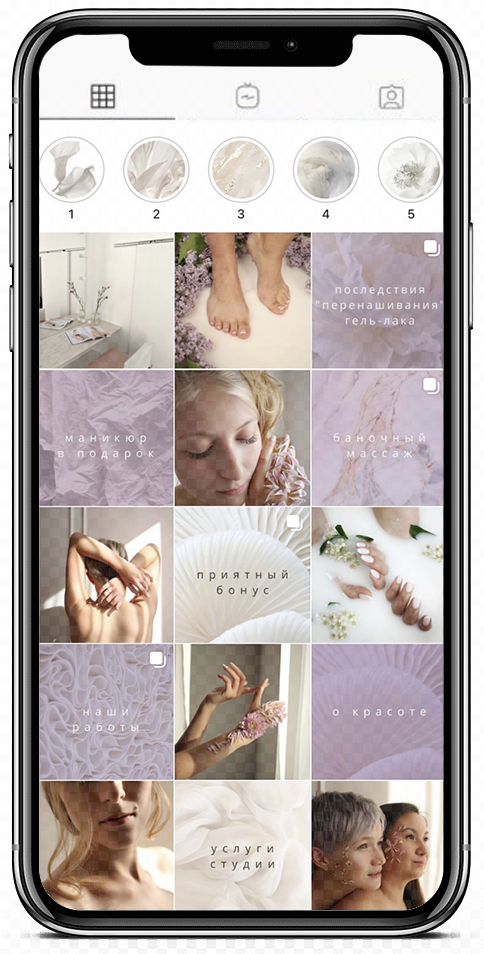 1
2
3
4
5
последствия
"перенашивания"
гель-лака
маникюр
в подарок
баночный
массаж
приятный
бонус
наши
работы
о красоте
услуги
студии